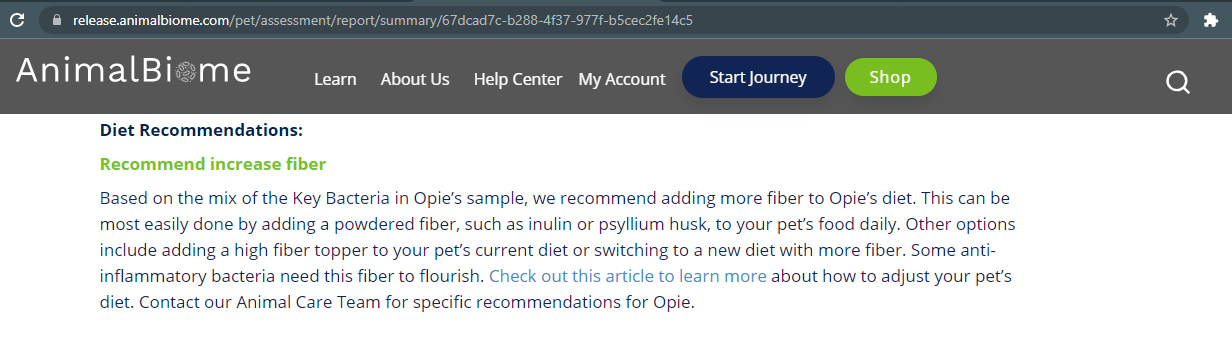 release.animalbiome.com/pet/assessment/report/summary/67dcad7c-b288-4f37-977f-b5cec2fe14c5
AnimalBiome
Learn About Us Help Center My Account Start Journey Shop
Diet Recommendations:
Recommend increase fiber
Based on the mix of the Key Bacteria in Opie’s sample, we recommend adding more fiber to Opie’s diet. This can be
most easily done by adding a powdered fiber, such as inulin or psyllium husk, to your pet’s food daily. Other options
include adding a high fiber topper to your pet’s current diet or switching to a new diet with more fiber. Some anti-
inflammatory bacteria need this fiber to flourish. Check out this article to learn more about how to adjust your pet’s
diet. Contact our Animal Care Team for specific recommendations for Opie.